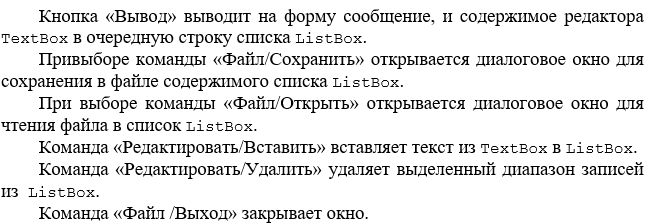 Кнопка «Вывод» выводит на форму сообщение, и содержимое редактора
TextBox в очередную строку списка ListBox.
Привыборе команды «Файл/Сохранить» открывается диалоговое окно для
сохранения в файле содержимого списка ListBox.
При выборе команды «Файл/Открыть» открывается диалоговое окно для
чтения файла в список ListBox.
Команда «Редактировать/Вставить» вставляет текст из TextBox в ListBox.
Команда «Редактировать/Удалить» удаляет выделенный диапазон записей
из ListBox.
Команда «Файл /Выход» закрывает окно.